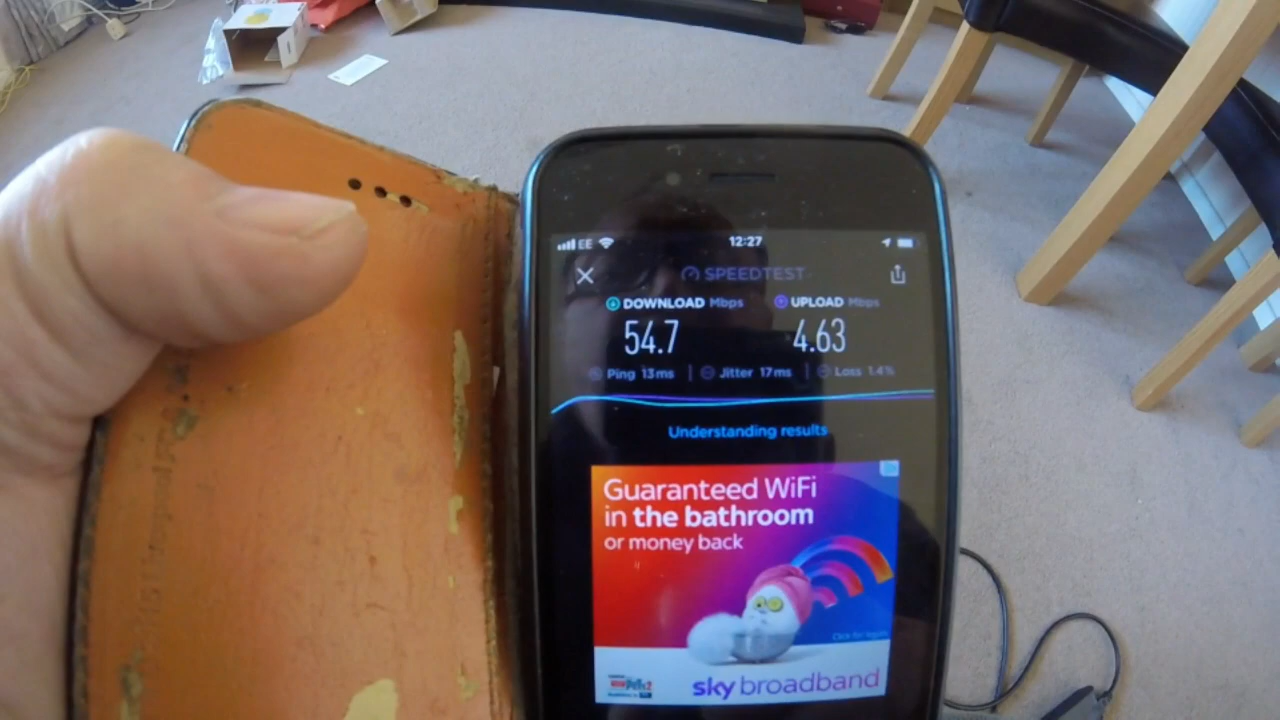 EE 12:27
SPEEDTEST
DOWNLOAD Mbps UPLOAD Mbps
54.7 4.63
Ping 13ms Jitter 17ms Loss 1.4%
Understanding results
Guaranteed WiFi
in the bathroom
or money back
sky broadband